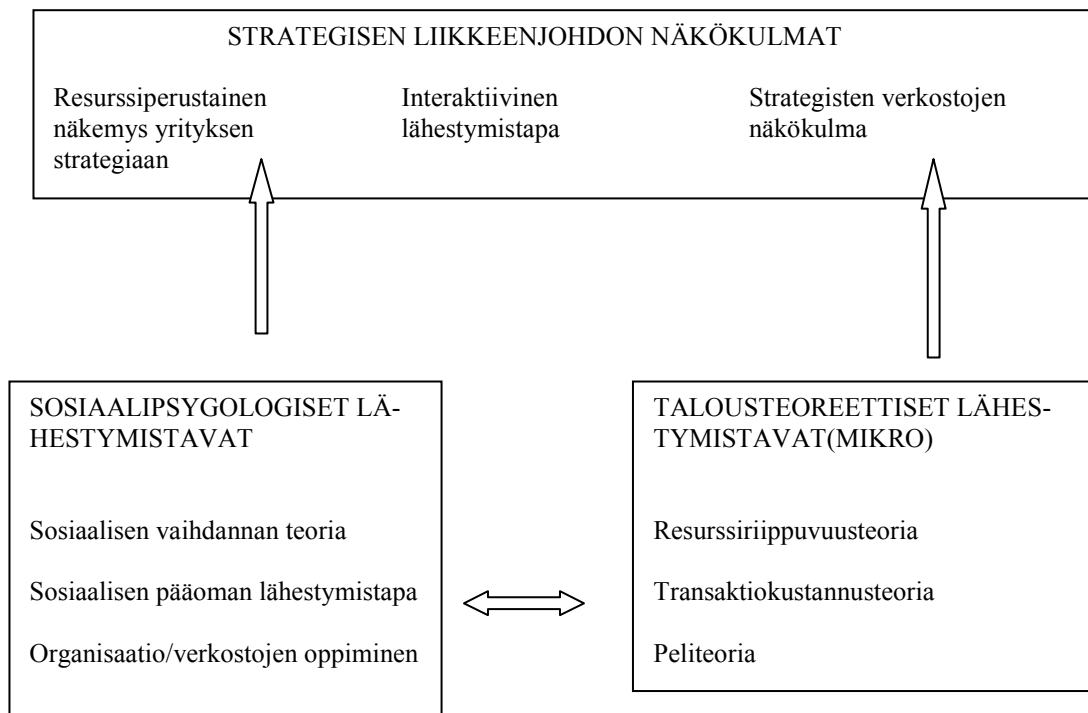 STRATEGISEN LIIKKEENJOHDON NÄKÖKULMAT
Resurssiperustainen
näkemys yrityksen
strategiaan
Interaktiivinen
lähestymistapa
Strategisten verkostojen
näkökulma
SOSIAALIPSYGOLOGISET LÄ-
HESTYMISTAVAT
Sosiaalisen vaihdannan teoria
Sosiaalisen pääoman lähestymistapa
Organisaatio/verkostojen oppiminen
TALOUSTEOREETTISET LÄHES-
TYMISTAVAT(MIKRO)
Resurssiriippuvuusteoria
Transaktiokustannusteoria
Peliteoria